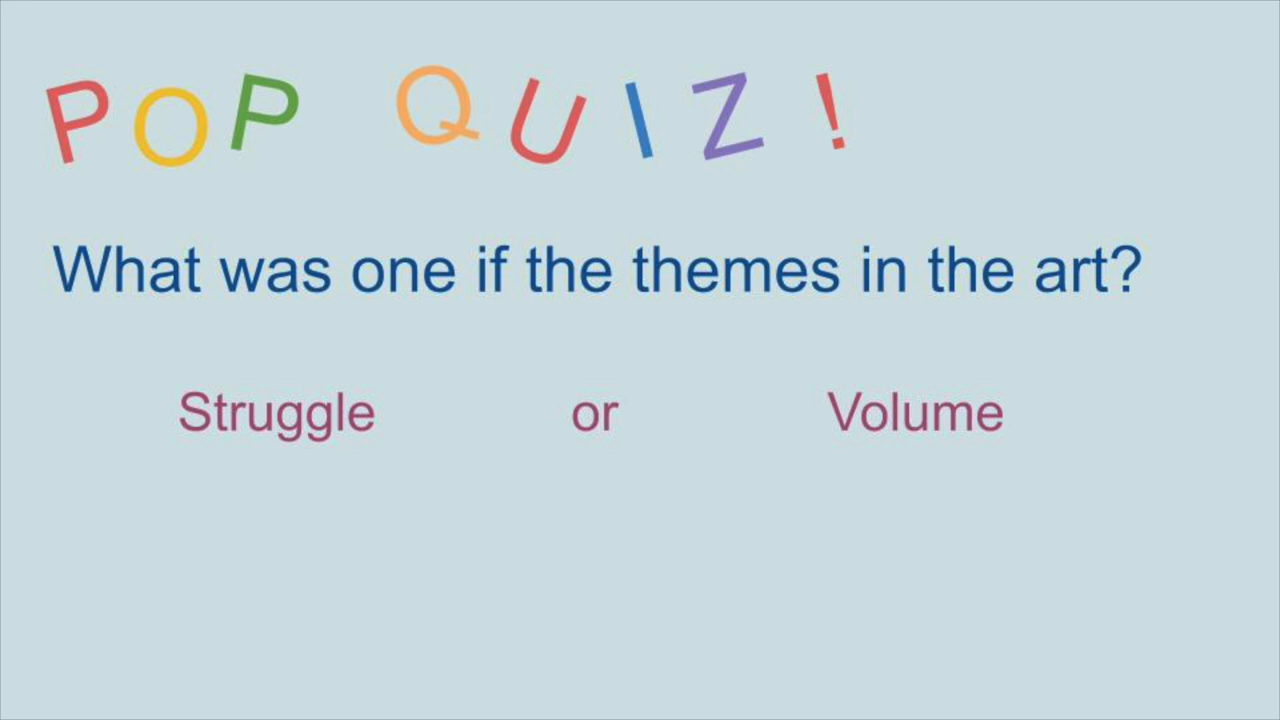 POP QUIZ!
What was one if the themes in the art?
Struggle or Volume